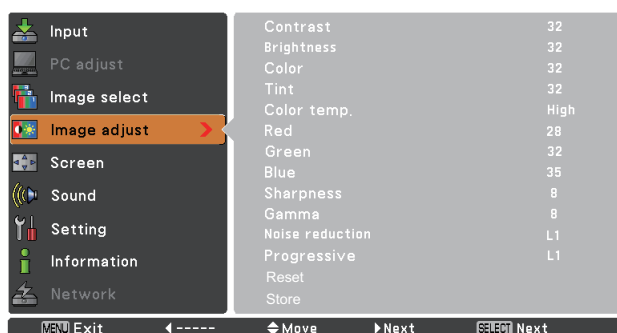 Input
PC adjust
Image select
Image adjust
Screen
Sound
Setting
Information
Network
Contrast 32
Brightness 32
Color 32
Tint 32
Color temp. High
Red 28
Green 32
Blue 35
Sharpness 8
Gamma 8
Noise reduction L1
Progressive L1
Reset
Store
MENU Exit ◀ ----- Move ▶ Next SELECT Next